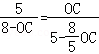 5/(8-OC) = OC/(5-(8/5)OC)